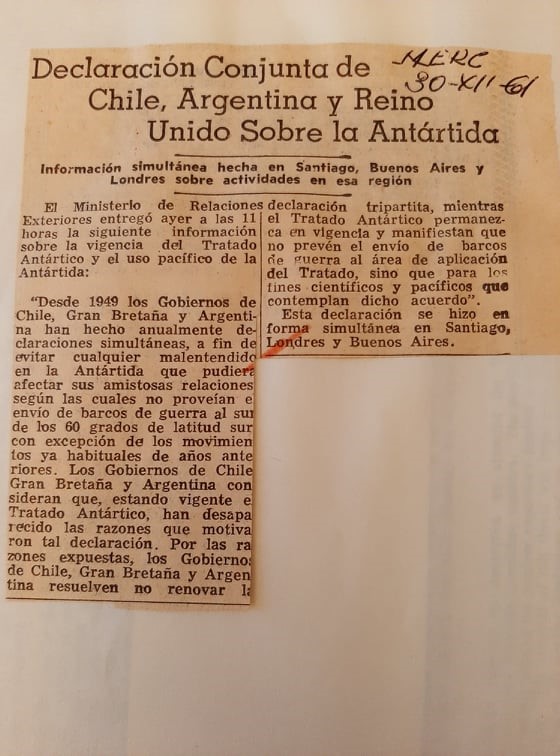 MERC
30-XII-61
Declaración Conjunta de
Chile, Argentina y Reino
Unido Sobre la Antártida
Información simultánea hecha en Santiago, Buenos Aires y
Londres sobre actividades en esa región
El Ministerio de Relaciones
Exteriores entregó ayer a las 11
horas la siguiente información
sobre la vigencia del Tratado
Antártico y el uso pacífico de la
Antártida:
"Desde 1949 los Gobiernos de
Chile, Gran Bretaña y Argenti-
na han hecho anualmente de-
claraciones simultáneas, a fin de
evitar cualquier malentendido
en la Antártida que pudiera
afectar sus amistosas relaciones
según las cuales no proveían e
envío de barcos de guerra al sur
de los 60 grados de latitud sur
con excepción de los movimien
tos ya habituales de años ante
riores. Los Gobiernos de Chile
Gran Bretaña y Argentina con
sideran que, estando vigente e
Tratado Antártico, han desapa
recido las razones que motiva
ron tal declaración. Por las ra
zones expuestas, los Gobiernos
de Chile, Gran Bretaña y Argen
tina resuelven no renovar la
declaración tripartita, mientras
el Tratado Antártico permanez-
ca en vigencia y manifiestan que
no prevén el envío de barcos
de guerra al área de aplicación
del Tratado, sino que para los
fines científicos y pacíficos que
contemplan dicho acuerdo".
Esta declaración se hizo en
forma simultánea en Santiago,
Londres y Buenos Aires.